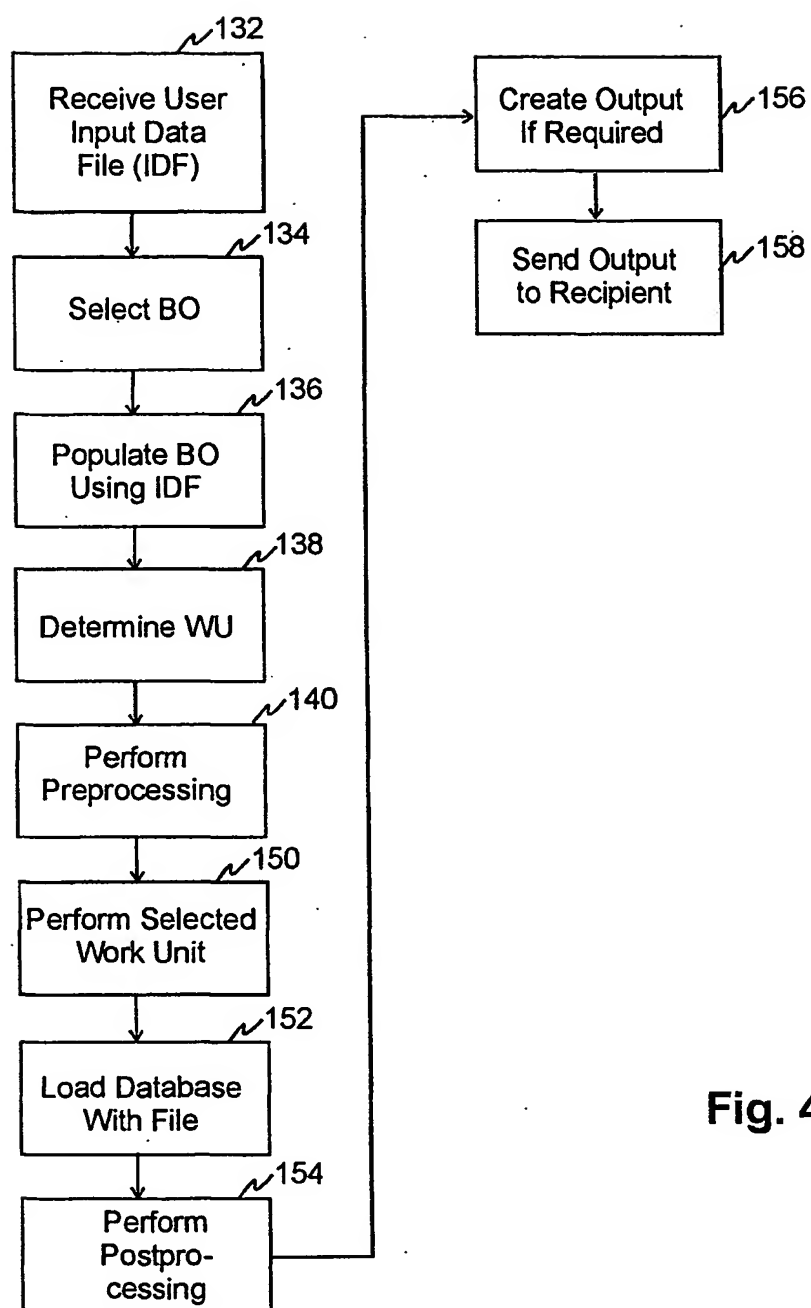 132
Receive User
Input Data
File (IDF)
134
Select BO
136
Populate BO
Using IDF
138
Determine WU
140
Perform
Preprocessing
150
Perform Selected
Work Unit
152
Load Database
With File
154
Perform
Postpro-
cessing
Create Output
If Required
156
Send Output
to Recipient
158
Fig. 4